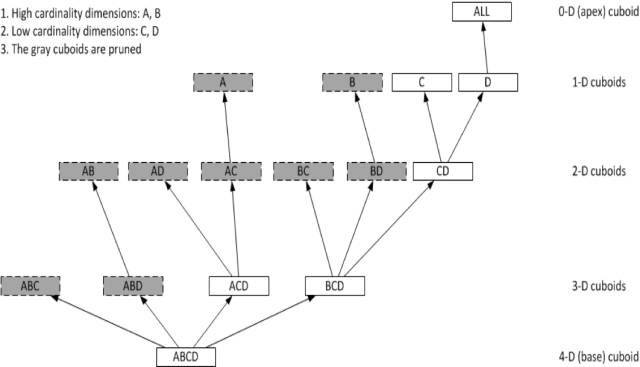 1. High cardinality dimensions: A, B
2. Low cardinality dimensions: C, D
3. The gray cuboids are pruned
ALL
0-D (apex) cuboid
A
B
C
D
1-D cuboids
AB
AD
AC
BC
BD
CD
2-D cuboids
ABC
ABD
ACD
BCD
3-D cuboids
ABCD
4-D (base) cuboid